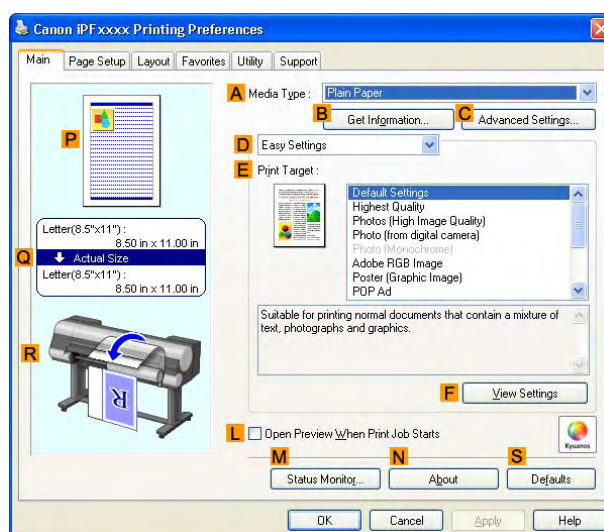 Canon iPFxxxx Printing Preferences
Main Page Setup Layout Favorites Utility Support
A Media Type : Plain Paper
B Get Information... C Advanced Settings...
D Easy Settings
E Print Target :
Default Settings
Highest Quality
Photos (High Image Quality)
Photo (from digital camera)
Photo (Monochrome)
Adobe RGB Image
Poster (Graphic Image)
POP Ad
Suitable for printing normal documents that contain a mixture of
text, photographs and graphics.
F View Settings
P
Q
Letter(8.5"x11") :
8.50 in x 11.00 in
Actual Size
Letter(8.5"x11") :
8.50 in x 11.00 in
R
R
L Open Preview When Print Job Starts
Kyuanos
M Status Monitor... N About S Defaults
OK Cancel Apply Help